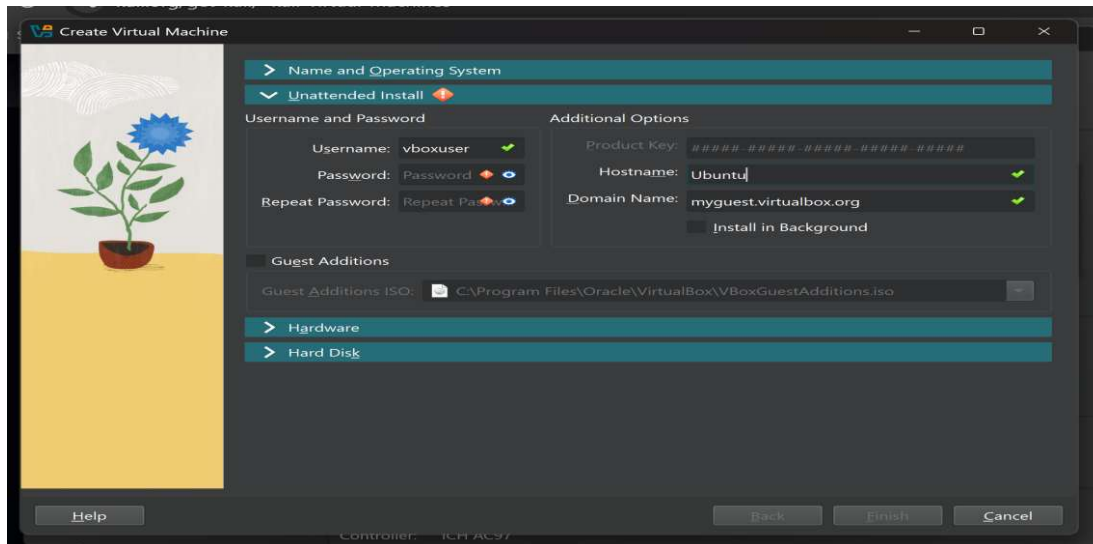 Create Virtual Machine
Name and Operating System
Unattended Install
Username and Password
Additional Options
Username: vboxuser
Product Key: #####-#####-#####-#####-#####
Password: Password
Hostname: Ubuntu
Repeat Password: Repeat
Domain Name: myguest.virtualbox.org
Install in Background
Guest Additions
Guest Additions ISO: C:\Program Files\Oracle\VirtualBox\VBoxGuestAdditions.iso
Hardware
Hard Disk
Help
Back
Finish
Cancel
Controller: ICH AC97